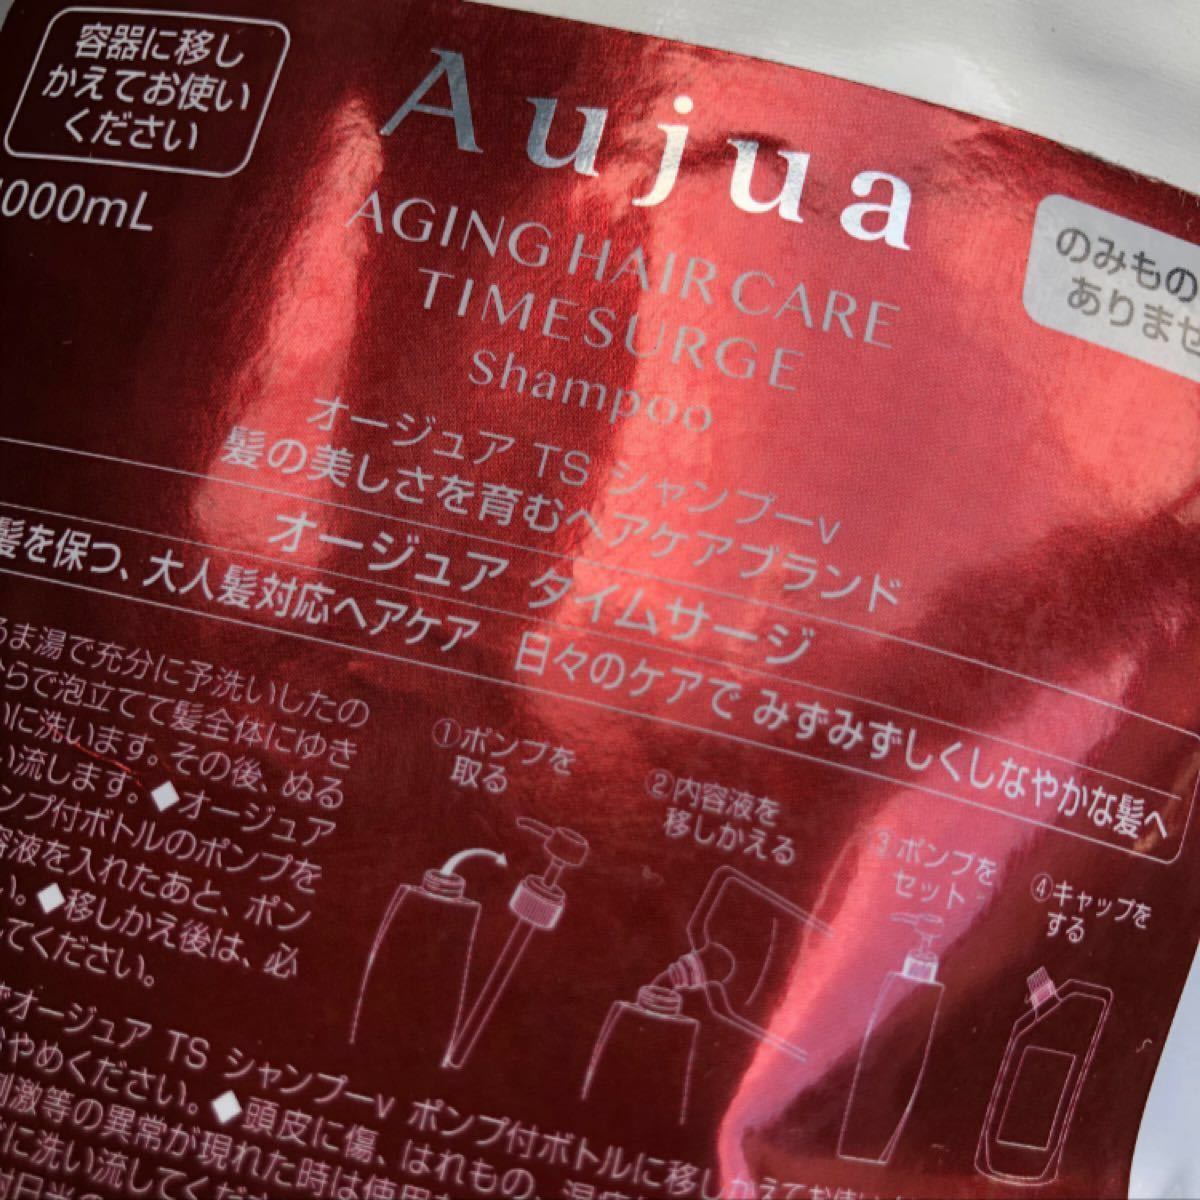 容器に移し
かえてお使い
ください
1000mL
Aujua
AGING HAIR CARE
TIMESURGE
Shampoo
のみもの
ありませ
オージュア TS シャンプーv
髪の美しさを育むヘアケアブランド
オージュア タイムサージ
髪を保つ、大人髪対応ヘアケア 日々のケアで みずみずしくしなやかな髪へ
るま湯で充分に予洗いしたの
らで泡立てて髪全体にゆき
いに洗います。その後、ぬる
い流します。◆オージュア
ンプ付ボトルのポンプを
容液を入れたあと、ポン
い。◆移しかえ後は、必
してください。
①ポンプを
取る
②内容液を
移しかえる
③ポンプを
セット
④キャップを
する
オージュア TS シャンプーv ポンプ付ボトルに移しかえてお使い
おやめください。◆頭皮に傷、はれもの、湿疹
刺激等の異常が現れた時は使用
に洗い流してくだ